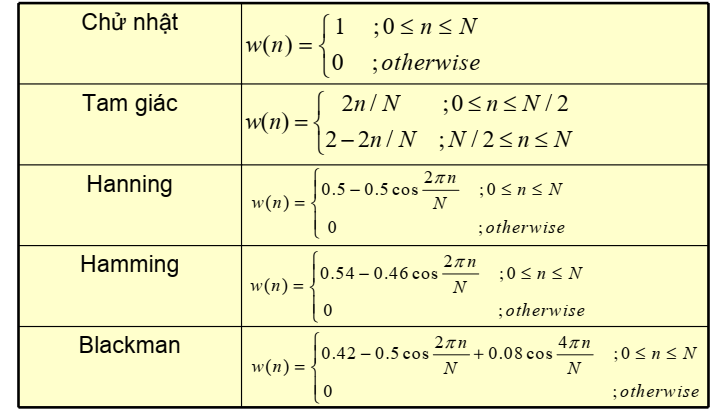 Chử nhật
w(n) = { 1 ;0 ≤ n ≤ N
0 ;otherwise
Tam giác
w(n) = { 2n / N ;0 ≤ n ≤ N / 2
2 − 2n / N ;N / 2 ≤ n ≤ N
Hanning
w(n) = { 0.5 − 0.5 cos 2πn/N ;0 ≤ n ≤ N
0 ;otherwise
Hamming
w(n) = { 0.54 − 0.46 cos 2πn/N ;0 ≤ n ≤ N
0 ;otherwise
Blackman
w(n) = { 0.42 − 0.5 cos 2πn/N + 0.08 cos 4πn/N ;0 ≤ n ≤ N
0 ;otherwise